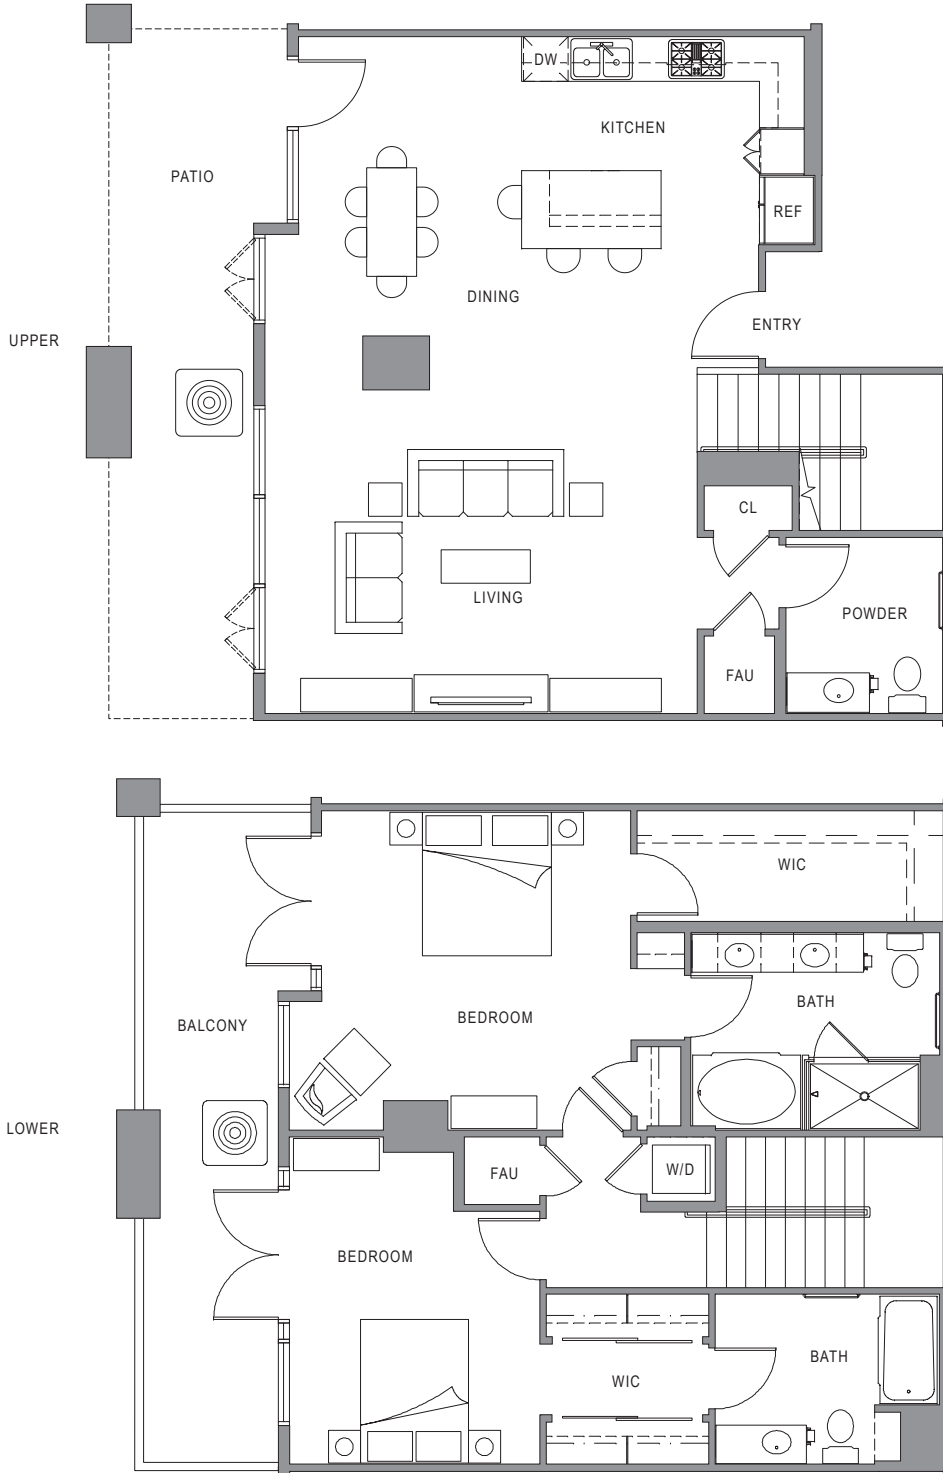 DW
KITCHEN
PATIO
REF
DINING
ENTRY
UPPER
CL
LIVING
POWDER
FAU
WIC
BATH
BEDROOM
BALCONY
LOWER
FAU
W/D
BEDROOM
BATH
WIC